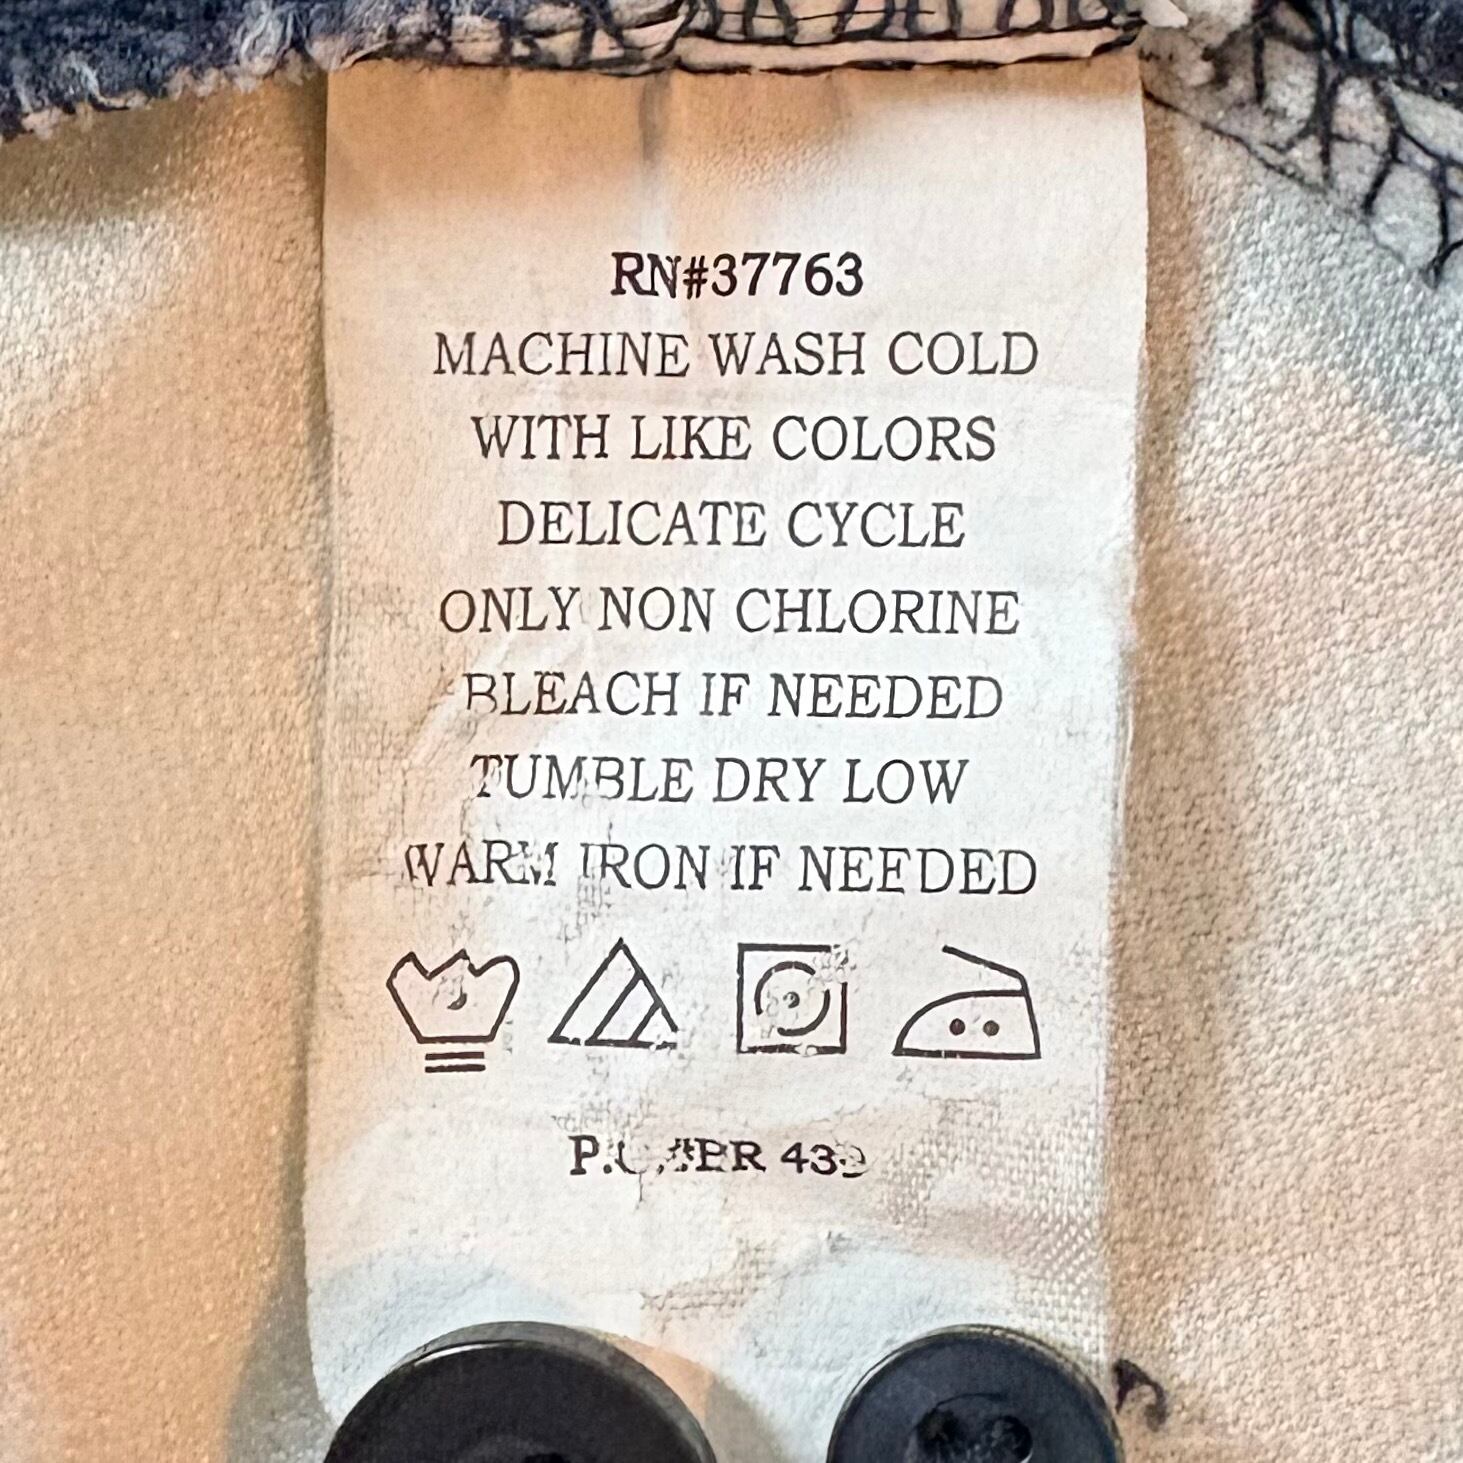 RN#37763
MACHINE WASH COLD
WITH LIKE COLORS
DELICATE CYCLE
ONLY NON CHLORINE
BLEACH IF NEEDED
TUMBLE DRY LOW
WARM IRON IF NEEDED